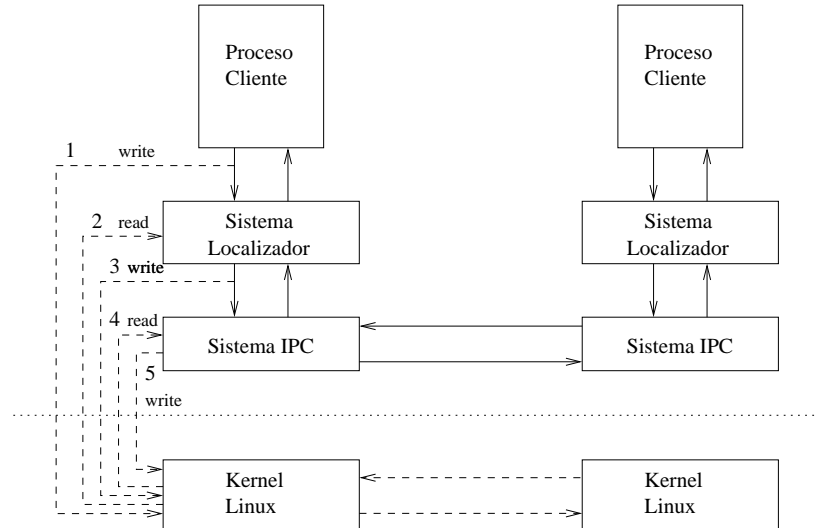 Proceso
Cliente
Proceso
Cliente
1 write
2 read
Sistema
Localizador
Sistema
Localizador
3 write
4 read
Sistema IPC
Sistema IPC
5
write
Kernel
Linux
Kernel
Linux